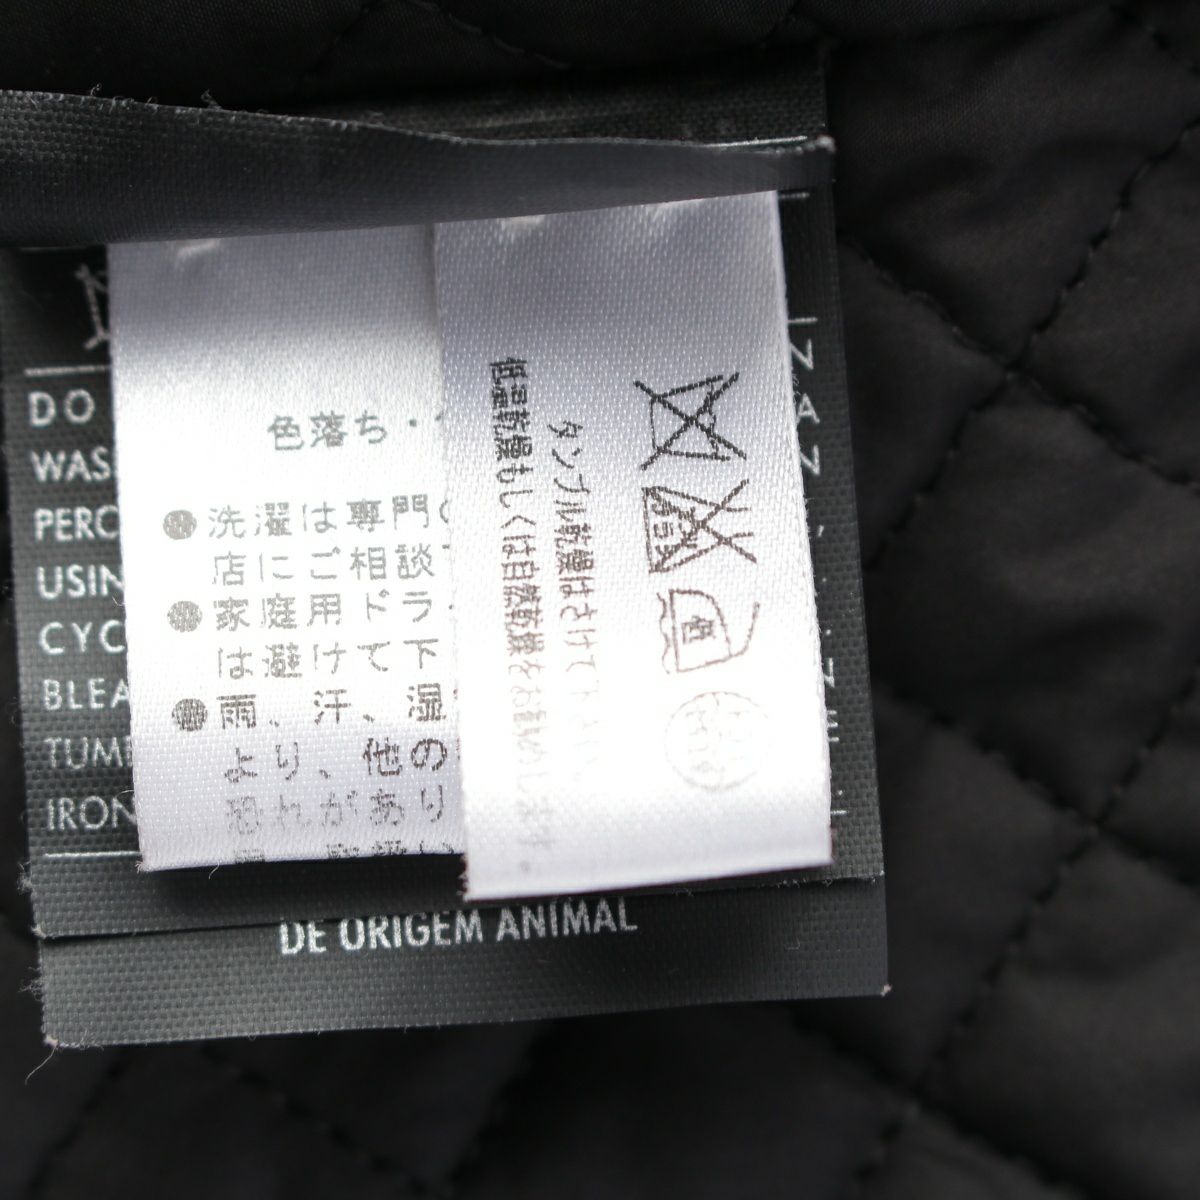 DO
WAS
PERC
USIN
CYC
BLEA
TUM
IRON
色落ち・
●洗濯は専門の
店にご相談
●家庭用ドラ
は避けて下
●雨、汗、湿
より、他の
恐れがあり
タンブル乾燥はさけて下さい。
低温乾燥もしくは自然乾燥をお薦めします。
DE ORIGEM ANIMAL